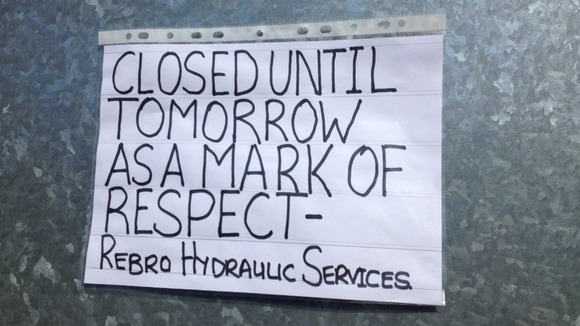 CLOSED UNTIL
TOMORROW
AS A MARK OF
RESPECT-
REBRO HYDRAULIC SERVICES.